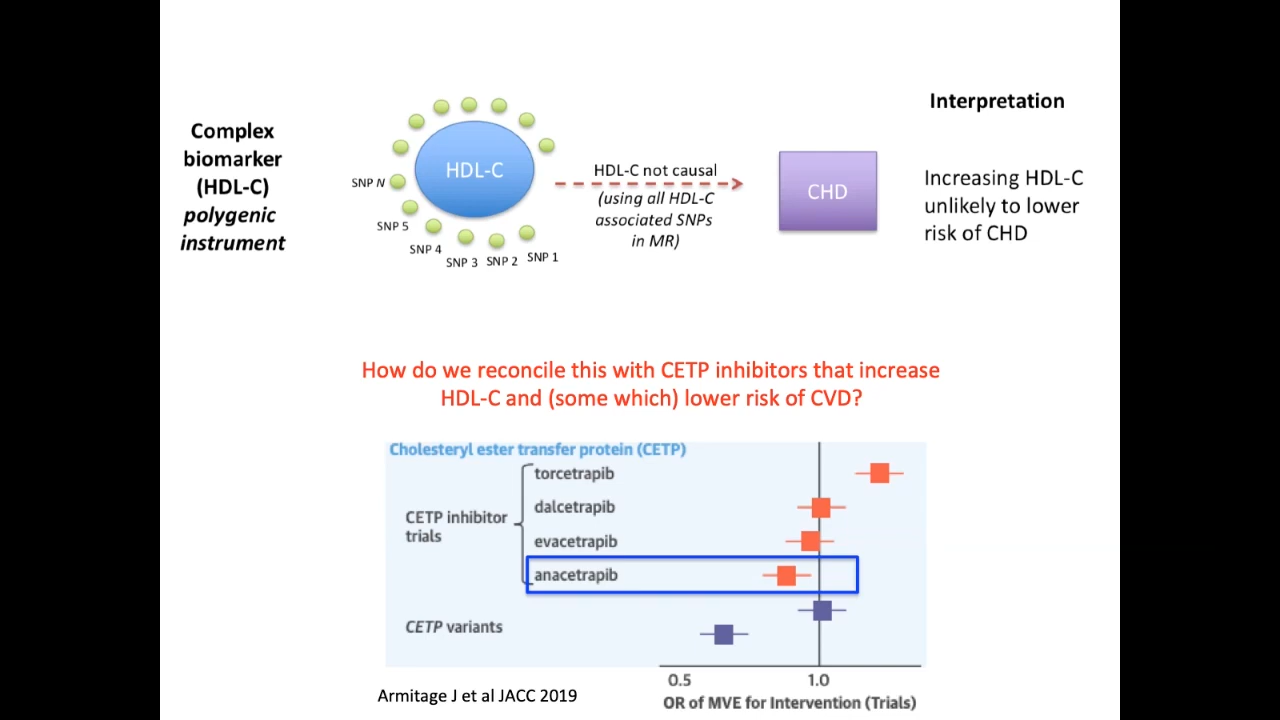 Interpretation
Complex
biomarker
(HDL-C)
polygenic
instrument
HDL-C
SNP N
SNP 5
SNP 4
SNP 3
SNP 2
SNP 1
HDL-C not causal
(using all HDL-C
associated SNPs
in MR)
CHD
Increasing HDL-C
unlikely to lower
risk of CHD
How do we reconcile this with CETP inhibitors that increase
HDL-C and (some which) lower risk of CVD?
Cholesteryl ester transfer protein (CETP)
CETP inhibitor
trials
torcetrapib
dalcetrapib
evacetrapib
anacetrapib
CETP variants
0.5
1.0
OR of MVE for Intervention (Trials)
Armitage J et al JACC 2019